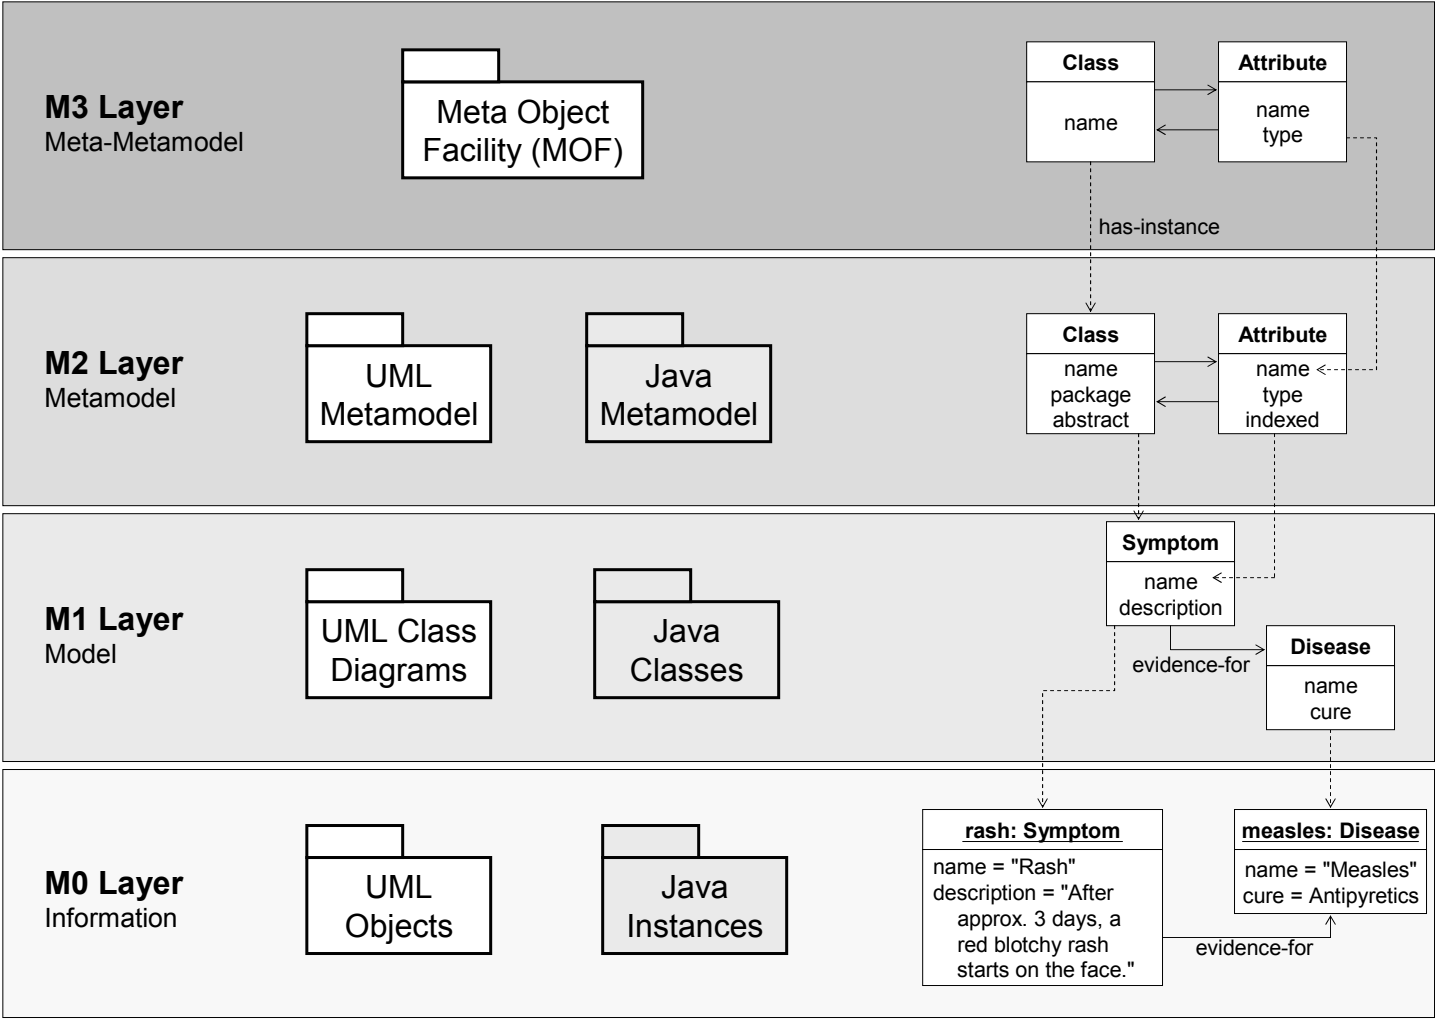 M3 Layer
Meta-Metamodel
Meta Object
Facility (MOF)
Class
name
Attribute
name
type
has-instance
M2 Layer
Metamodel
UML
Metamodel
Java
Metamodel
Class
name
package
abstract
Attribute
name
type
indexed
M1 Layer
Model
UML Class
Diagrams
Java
Classes
Symptom
name
description
evidence-for
Disease
name
cure
M0 Layer
Information
UML
Objects
Java
Instances
rash: Symptom
name = "Rash"
description = "After
approx. 3 days, a
red blotchy rash
starts on the face."
evidence-for
measles: Disease
name = "Measles"
cure = Antipyretics